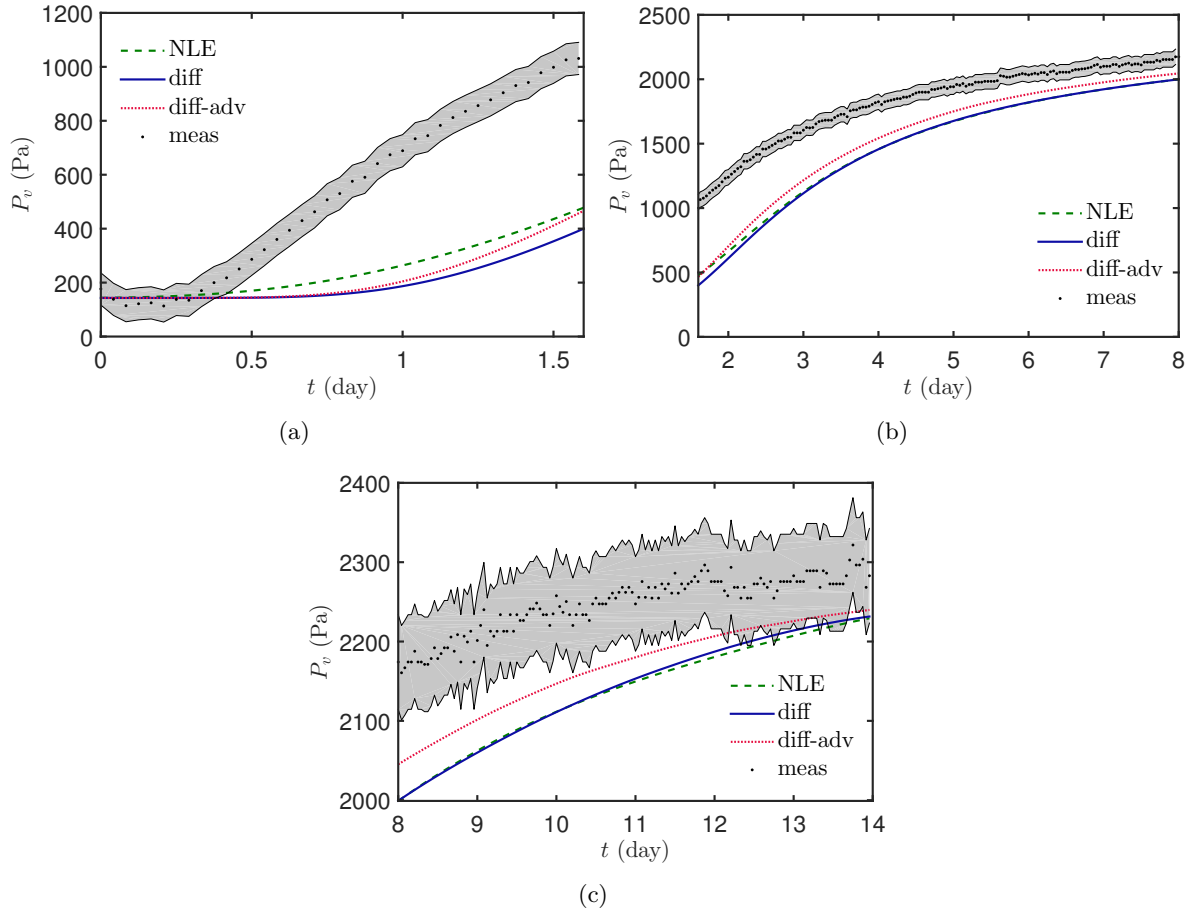 1200
1000
800
600
400
200
0
P_v (Pa)
NLE
diff
diff-adv
meas
0 0.5 1 1.5
t (day)
(a)
2500
2000
1500
1000
500
0
P_v (Pa)
NLE
diff
diff-adv
meas
2 3 4 5 6 7 8
t (day)
(b)
2400
2300
2200
2100
2000
P_v (Pa)
NLE
diff
diff-adv
meas
8 9 10 11 12 13 14
t (day)
(c)